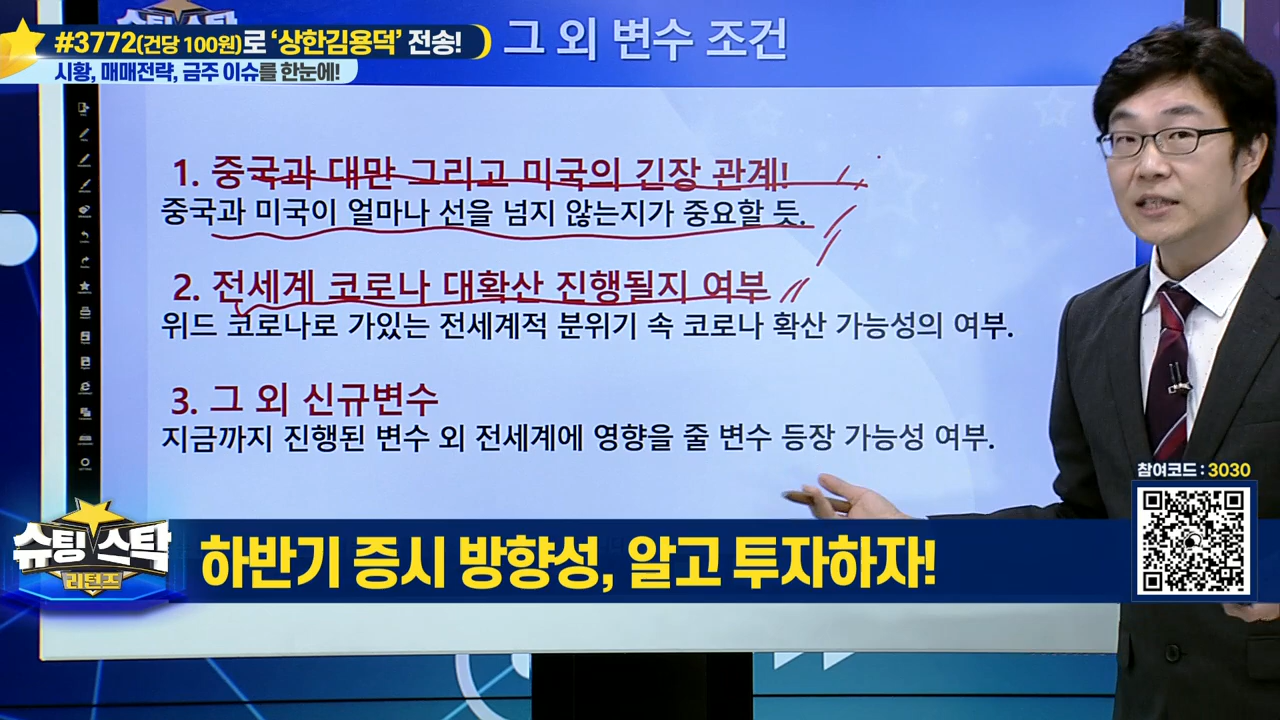 #3772(건당 100원)로 '상한김용덕' 전송!
시황, 매매전략, 금주 이슈를 한눈에!
그 외 변수 조건
1. 중국과 대만 그리고 미국의 긴장 관계!
중국과 미국이 얼마나 선을 넘지 않는지가 중요할 듯.
2. 전세계 코로나 대확산 진행될지 여부
위드 코로나로 가있는 전세계적 분위기 속 코로나 확산 가능성의 여부.
3. 그 외 신규변수
지금까지 진행된 변수 외 전세계에 영향을 줄 변수 등장 가능성 여부.
참여코드 : 3030
슈팅스탁
리턴즈
하반기 증시 방향성, 알고 투자하자!